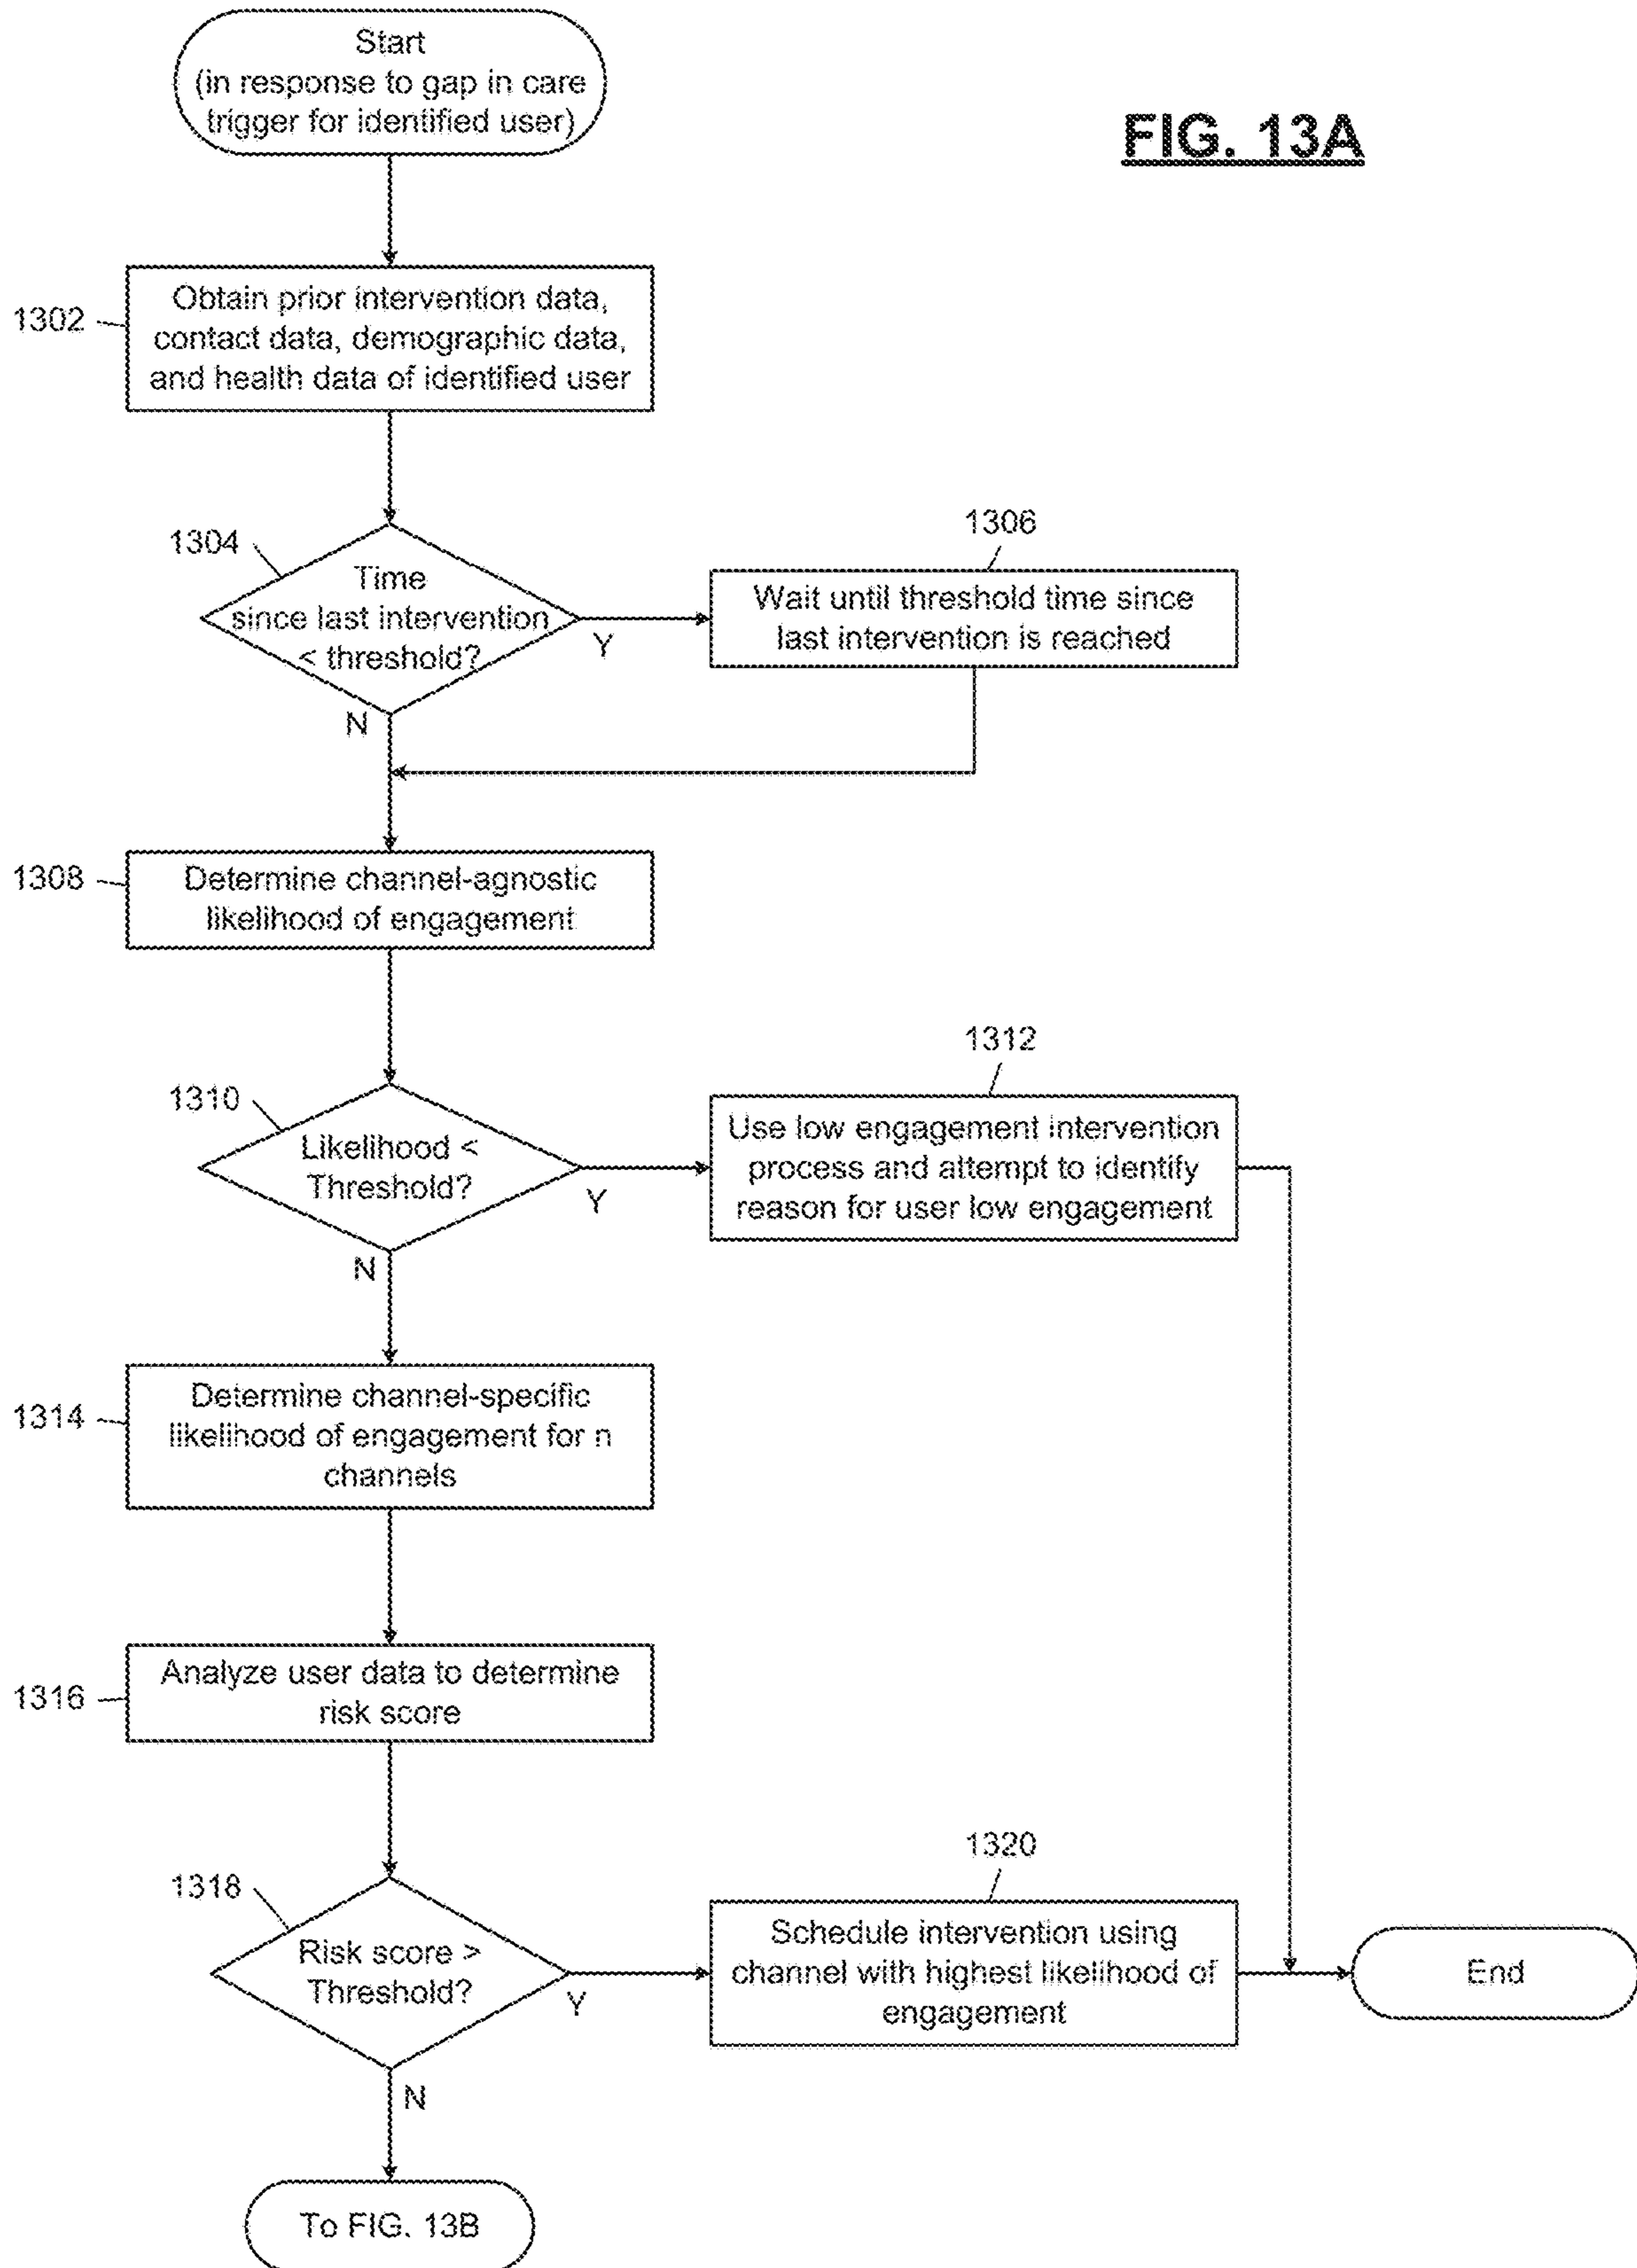 Start
(in response to gap in care
trigger for identified user)
FIG. 13A
1302
Obtain prior intervention data,
contact data, demographic data,
and health data of identified user
1304
Time
since last intervention
< threshold?
Y
N
1306
Wait until threshold time since
last intervention is reached
1308
Determine channel-agnostic
likelihood of engagement
1310
Likelihood <
Threshold?
Y
N
1312
Use low engagement intervention
process and attempt to identify
reason for user low engagement
1314
Determine channel-specific
likelihood of engagement for n
channels
1316
Analyze user data to determine
risk score
1318
Risk score >
Threshold?
Y
N
1320
Schedule intervention using
channel with highest likelihood of
engagement
End
To FIG. 13B